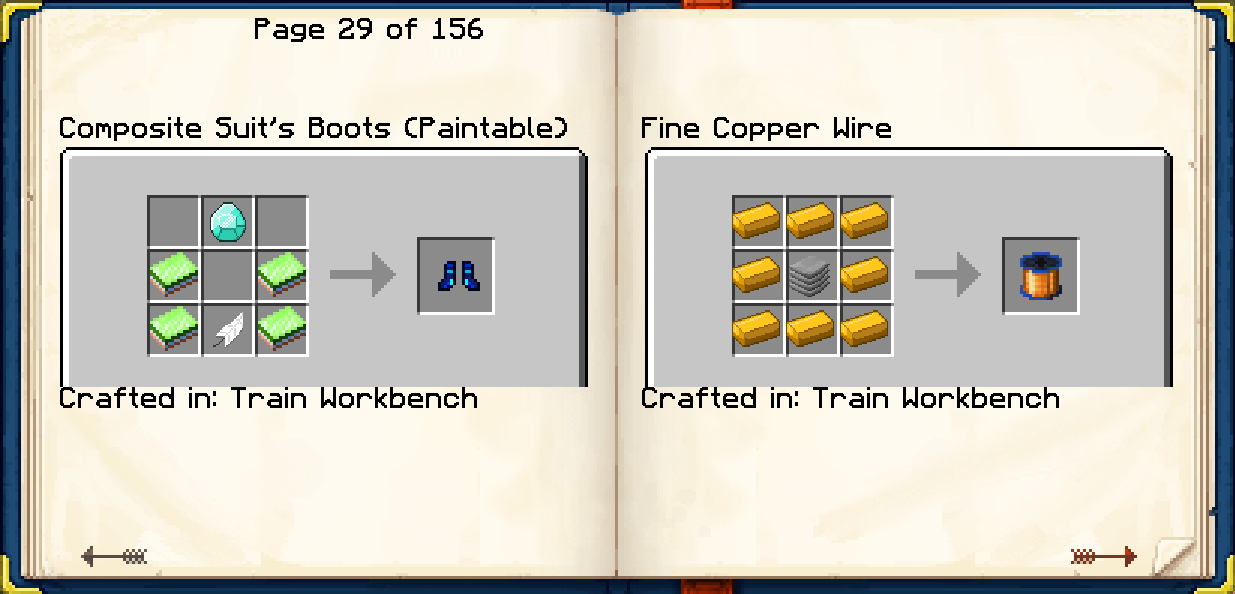 Page 29 of 156
Composite Suit's Boots (Paintable)
Crafted in: Train Workbench
Fine Copper Wire
Crafted in: Train Workbench